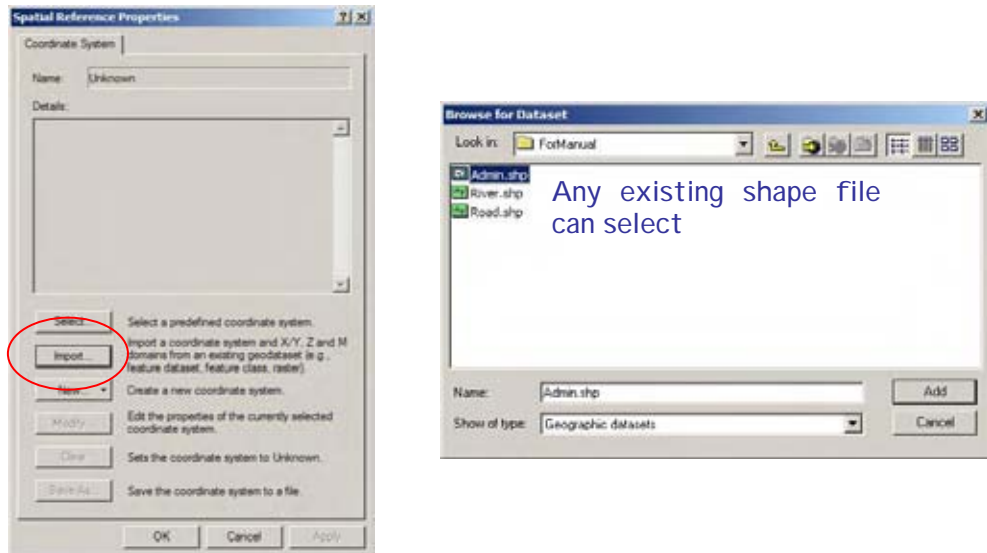 Spatial Reference Properties
Coordinate System
Name: Unknown
Details:
Select... Select a predefined coordinate system.
Import... Import a coordinate system and X/Y, Z and M
domains from an existing geodataset (e.g.,
feature dataset, feature class, raster).
New... Create a new coordinate system.
Modify... Edit the properties of the currently selected
coordinate system.
Clear Sets the coordinate system to Unknown.
Save As... Save the coordinate system to a file.
OK Cancel Apply
Browse for Dataset
Look in: ForManual
Admin.shp
River.shp
Road.shp
Any existing shape file
can select
Name: Admin.shp Add
Show of type: Geographic datasets Cancel